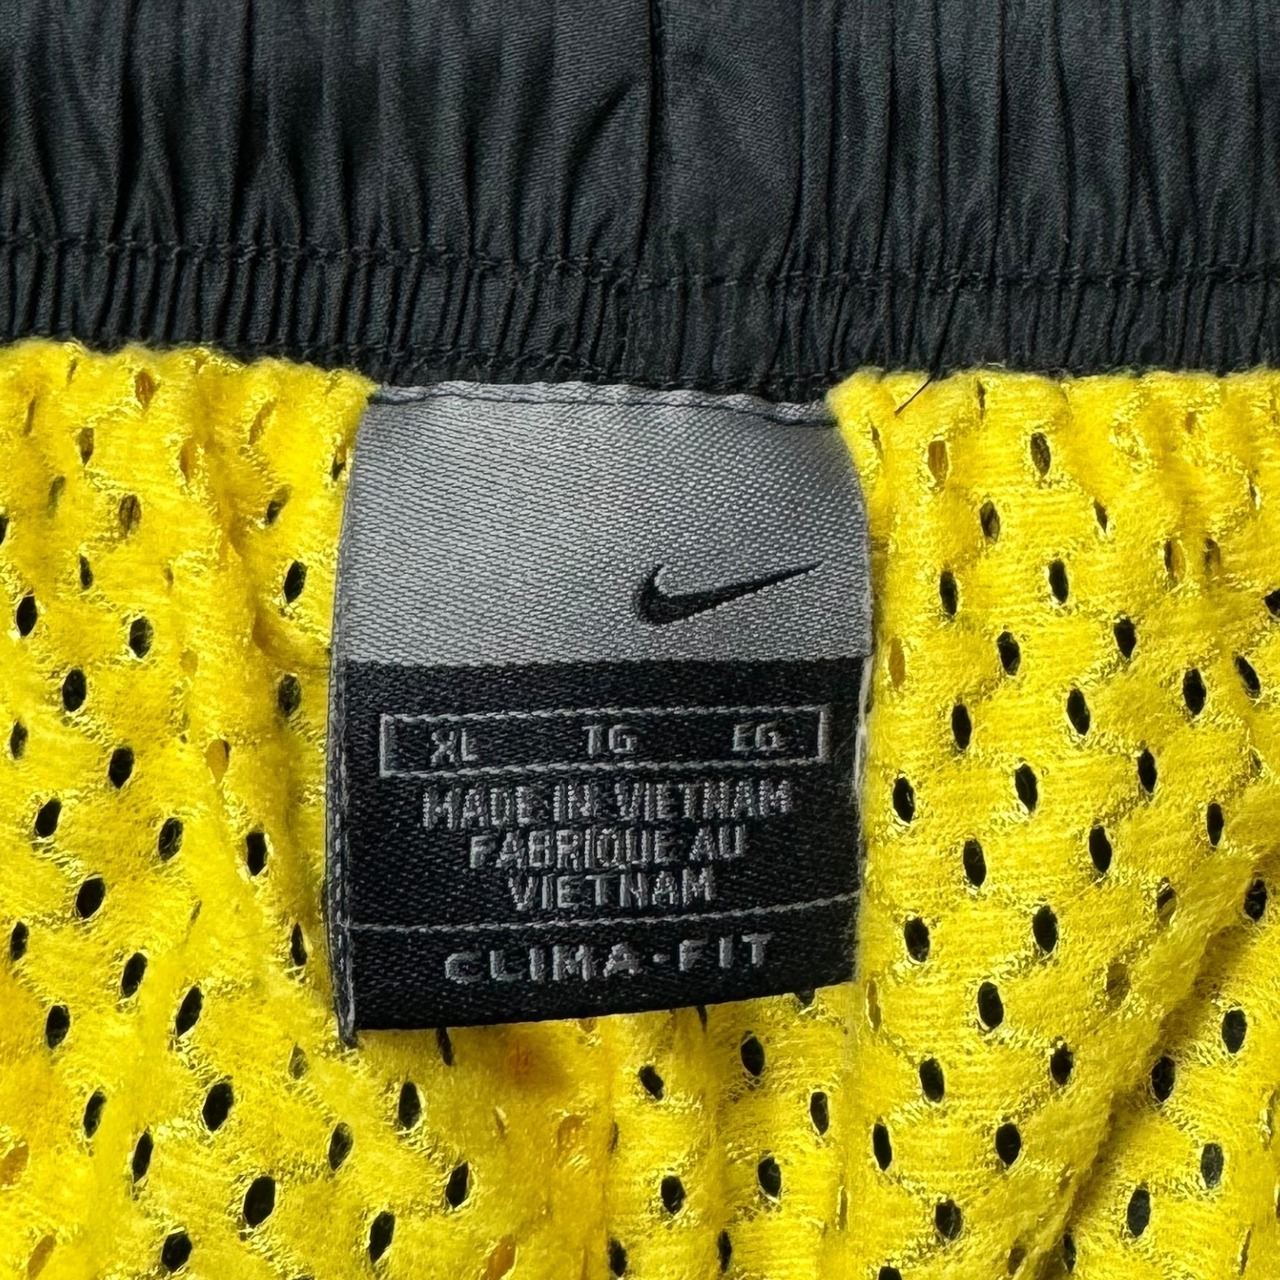 XL TG EG
MADE IN VIETNAM
FABRIQUE AU
VIETNAM
CLIMA-FIT